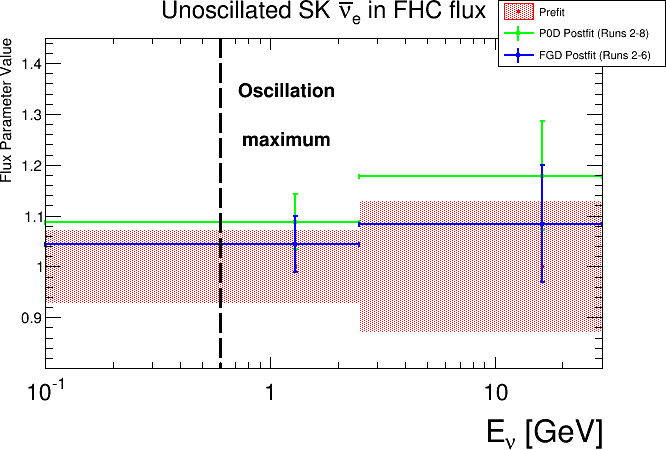 Unoscillated SK ν̅e in FHC flux
Prefit
P0D Postfit (Runs 2-8)
FGD Postfit (Runs 2-6)
Flux Parameter Value
1.4
1.3
1.2
1.1
1
0.9
Oscillation
maximum
10⁻¹
1
10
Eν [GeV]